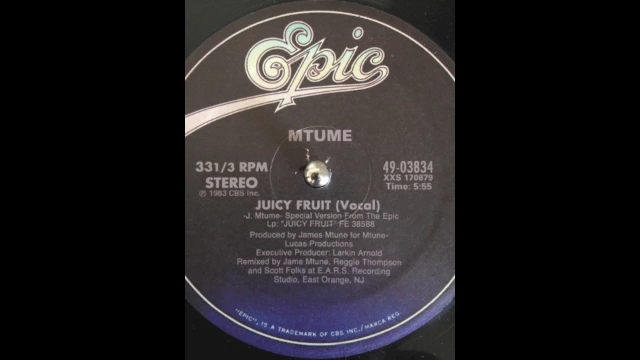 Epic
MTUME
33 1/3 RPM
STEREO
℗ 1983 CBS Inc.
49-03834
XXS 170879
Time: 5:55
JUICY FRUIT (Vocal)
-J. Mtume- Special Version From The Epic
Lp: "JUICY FRUIT" FE 38588
Produced by James Mtume for Mtume-
Lucas Productions
Executive Producer: Larkin Arnold
Remixed by Jame Mtume, Reggie Thompson
and Scott Folks at E.A.R.S. Recording
Studio, East Orange, NJ
"EPIC", IS A TRADEMARK OF CBS INC./MARCA REG.